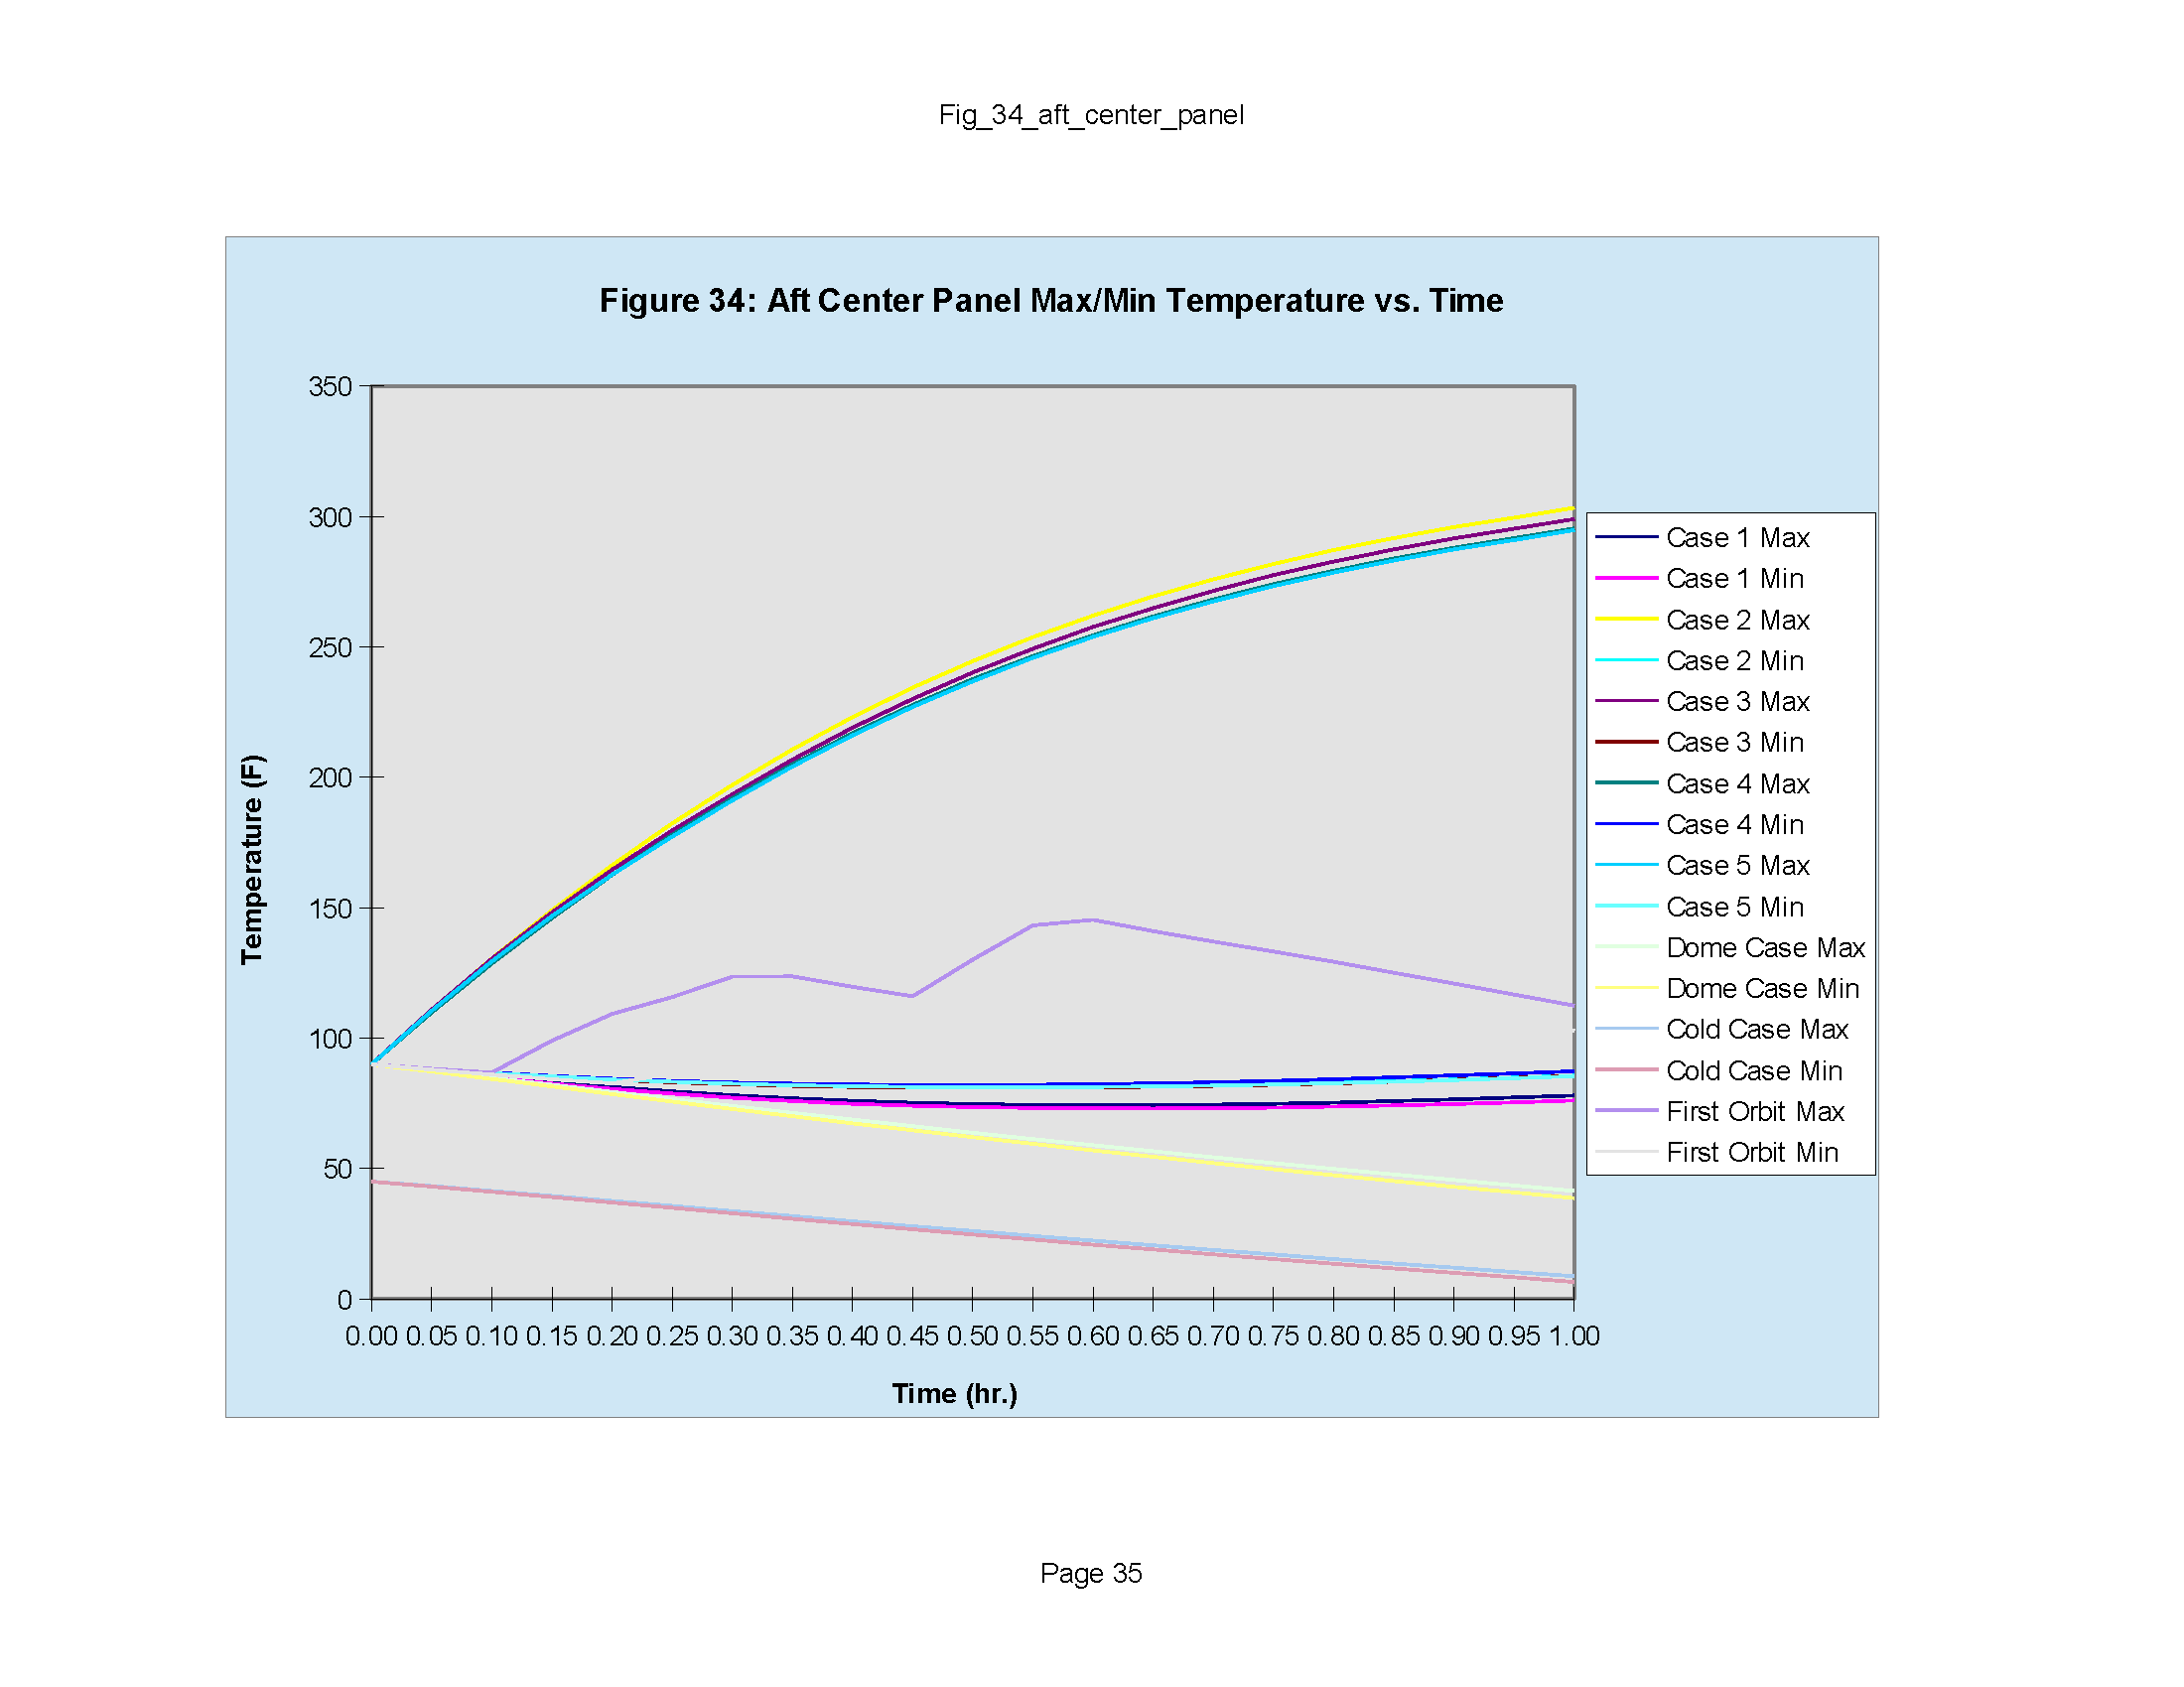 Fig_34_aft_center_panel
Figure 34: Aft Center Panel Max/Min Temperature vs. Time
350
300
250
200
150
100
50
0
Temperature (F)
0.00 0.05 0.10 0.15 0.20 0.25 0.30 0.35 0.40 0.45 0.50 0.55 0.60 0.65 0.70 0.75 0.80 0.85 0.90 0.95 1.00
Time (hr.)
Case 1 Max
Case 1 Min
Case 2 Max
Case 2 Min
Case 3 Max
Case 3 Min
Case 4 Max
Case 4 Min
Case 5 Max
Case 5 Min
Dome Case Max
Dome Case Min
Cold Case Max
Cold Case Min
First Orbit Max
First Orbit Min
Page 35